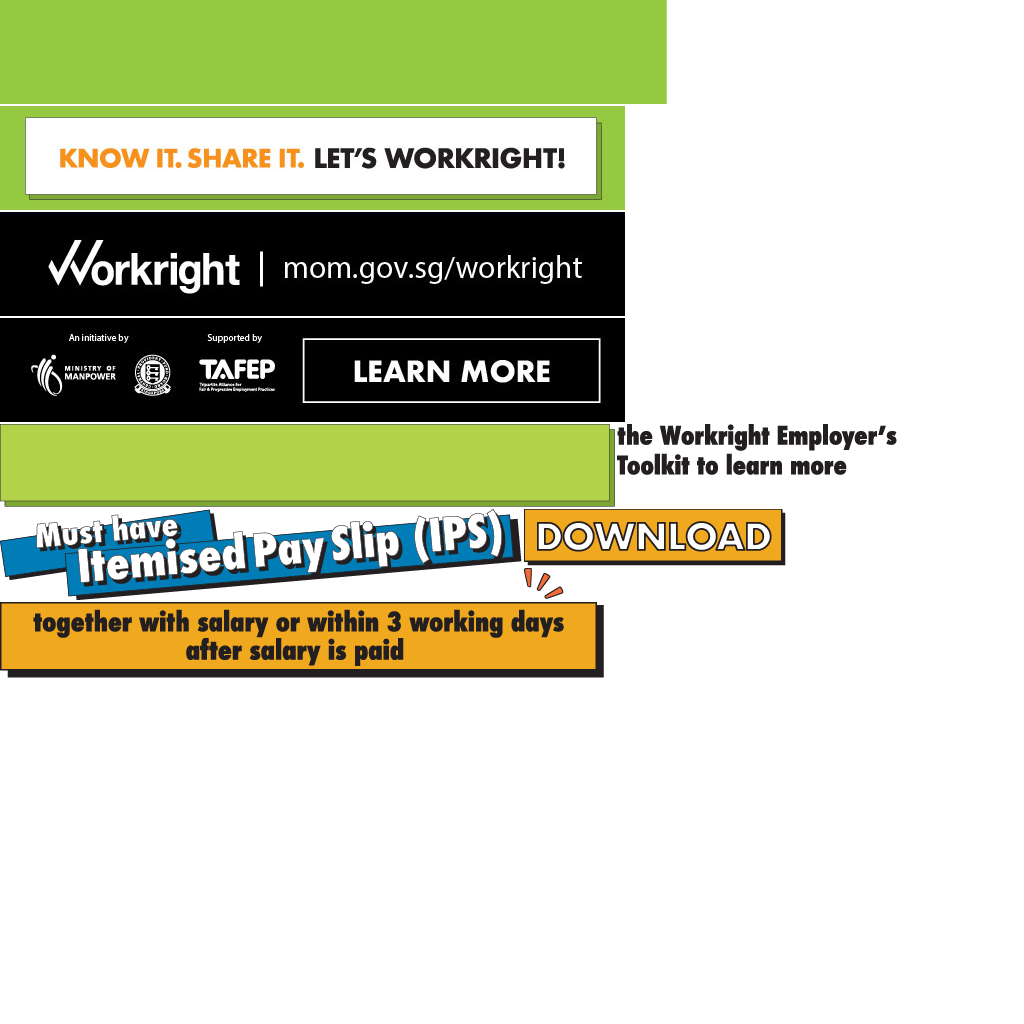 KNOW IT. SHARE IT. LET'S WORKRIGHT!
Workright | mom.gov.sg/workright
An initiative by
Supported by
MINISTRY OF
MANPOWER
TAFEP
Tripartite Alliance for
Fair & Progressive Employment Practices
LEARN MORE
the Workright Employer's
Toolkit to learn more
Must have
Itemised Pay Slip (IPS)
DOWNLOAD
together with salary or within 3 working days
after salary is paid